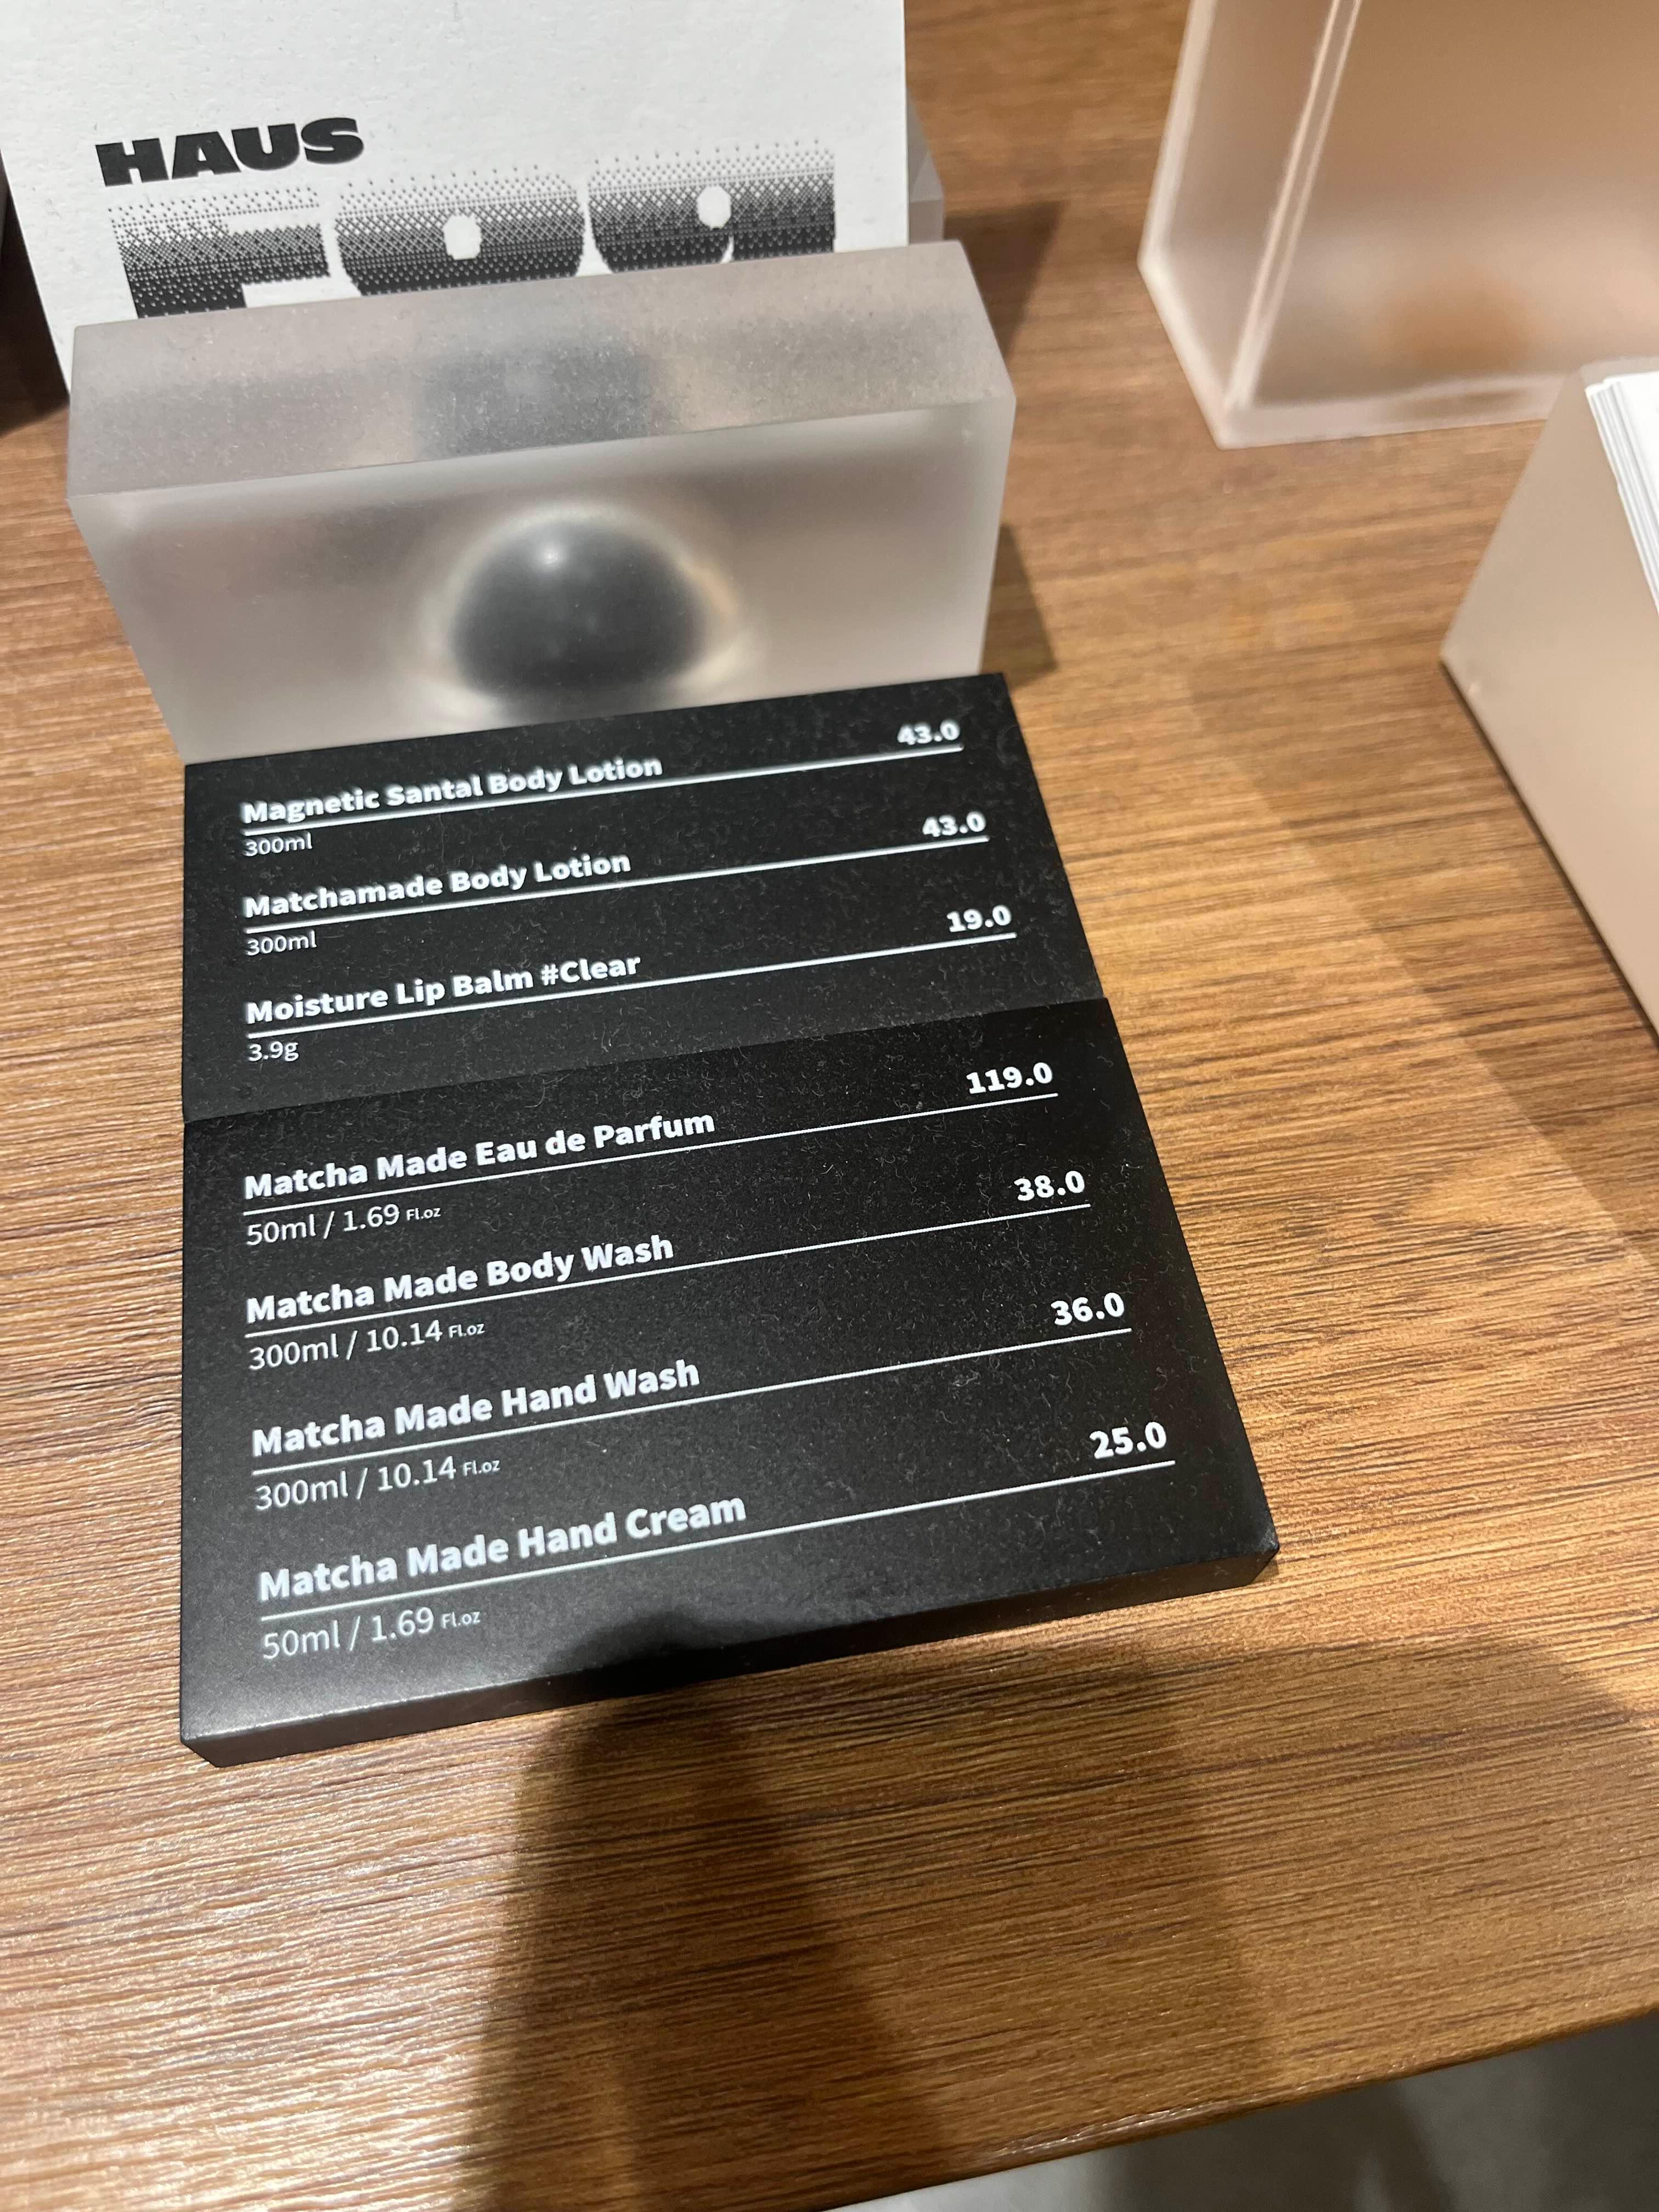 HAUS
43.0
Magnetic Santal Body Lotion
300ml
43.0
Matchamade Body Lotion
300ml
19.0
Moisture Lip Balm #Clear
3.9g
119.0
Matcha Made Eau de Parfum
50ml / 1.69 Fl.oz
38.0
Matcha Made Body Wash
300ml / 10.14 Fl.oz
36.0
Matcha Made Hand Wash
300ml / 10.14 Fl.oz
25.0
Matcha Made Hand Cream
50ml / 1.69 Fl.oz